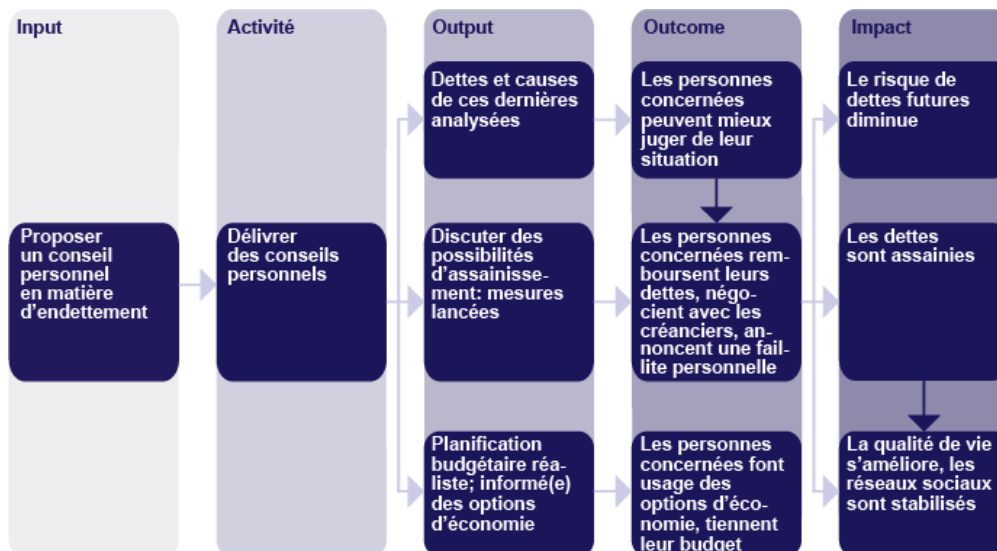 Input
Proposer
un conseil
personnel
en matière
d'endettement
Activité
Délivrer
des conseils
personnels
Output
Dettes et causes
de ces dernières
analysées
Discuter des
possibilités
d'assainisse-
ment: mesures
lancées
Planification
budgétaire réa-
liste; informé(e)
des options
d'économie
Outcome
Les personnes
concernées
peuvent mieux
juger de leur
situation
Les personnes
concernées rem-
boursent leurs
dettes, négo-
cient avec les
créanciers, an-
noncent une fail-
lite personnelle
Les personnes
concernées font
usage des
options d'éco-
nomie, tiennent
leur budget
Impact
Le risque de
dettes futures
diminue
Les dettes
sont assainies
La qualité de vie
s'améliore, les
réseaux sociaux
sont stabilisés